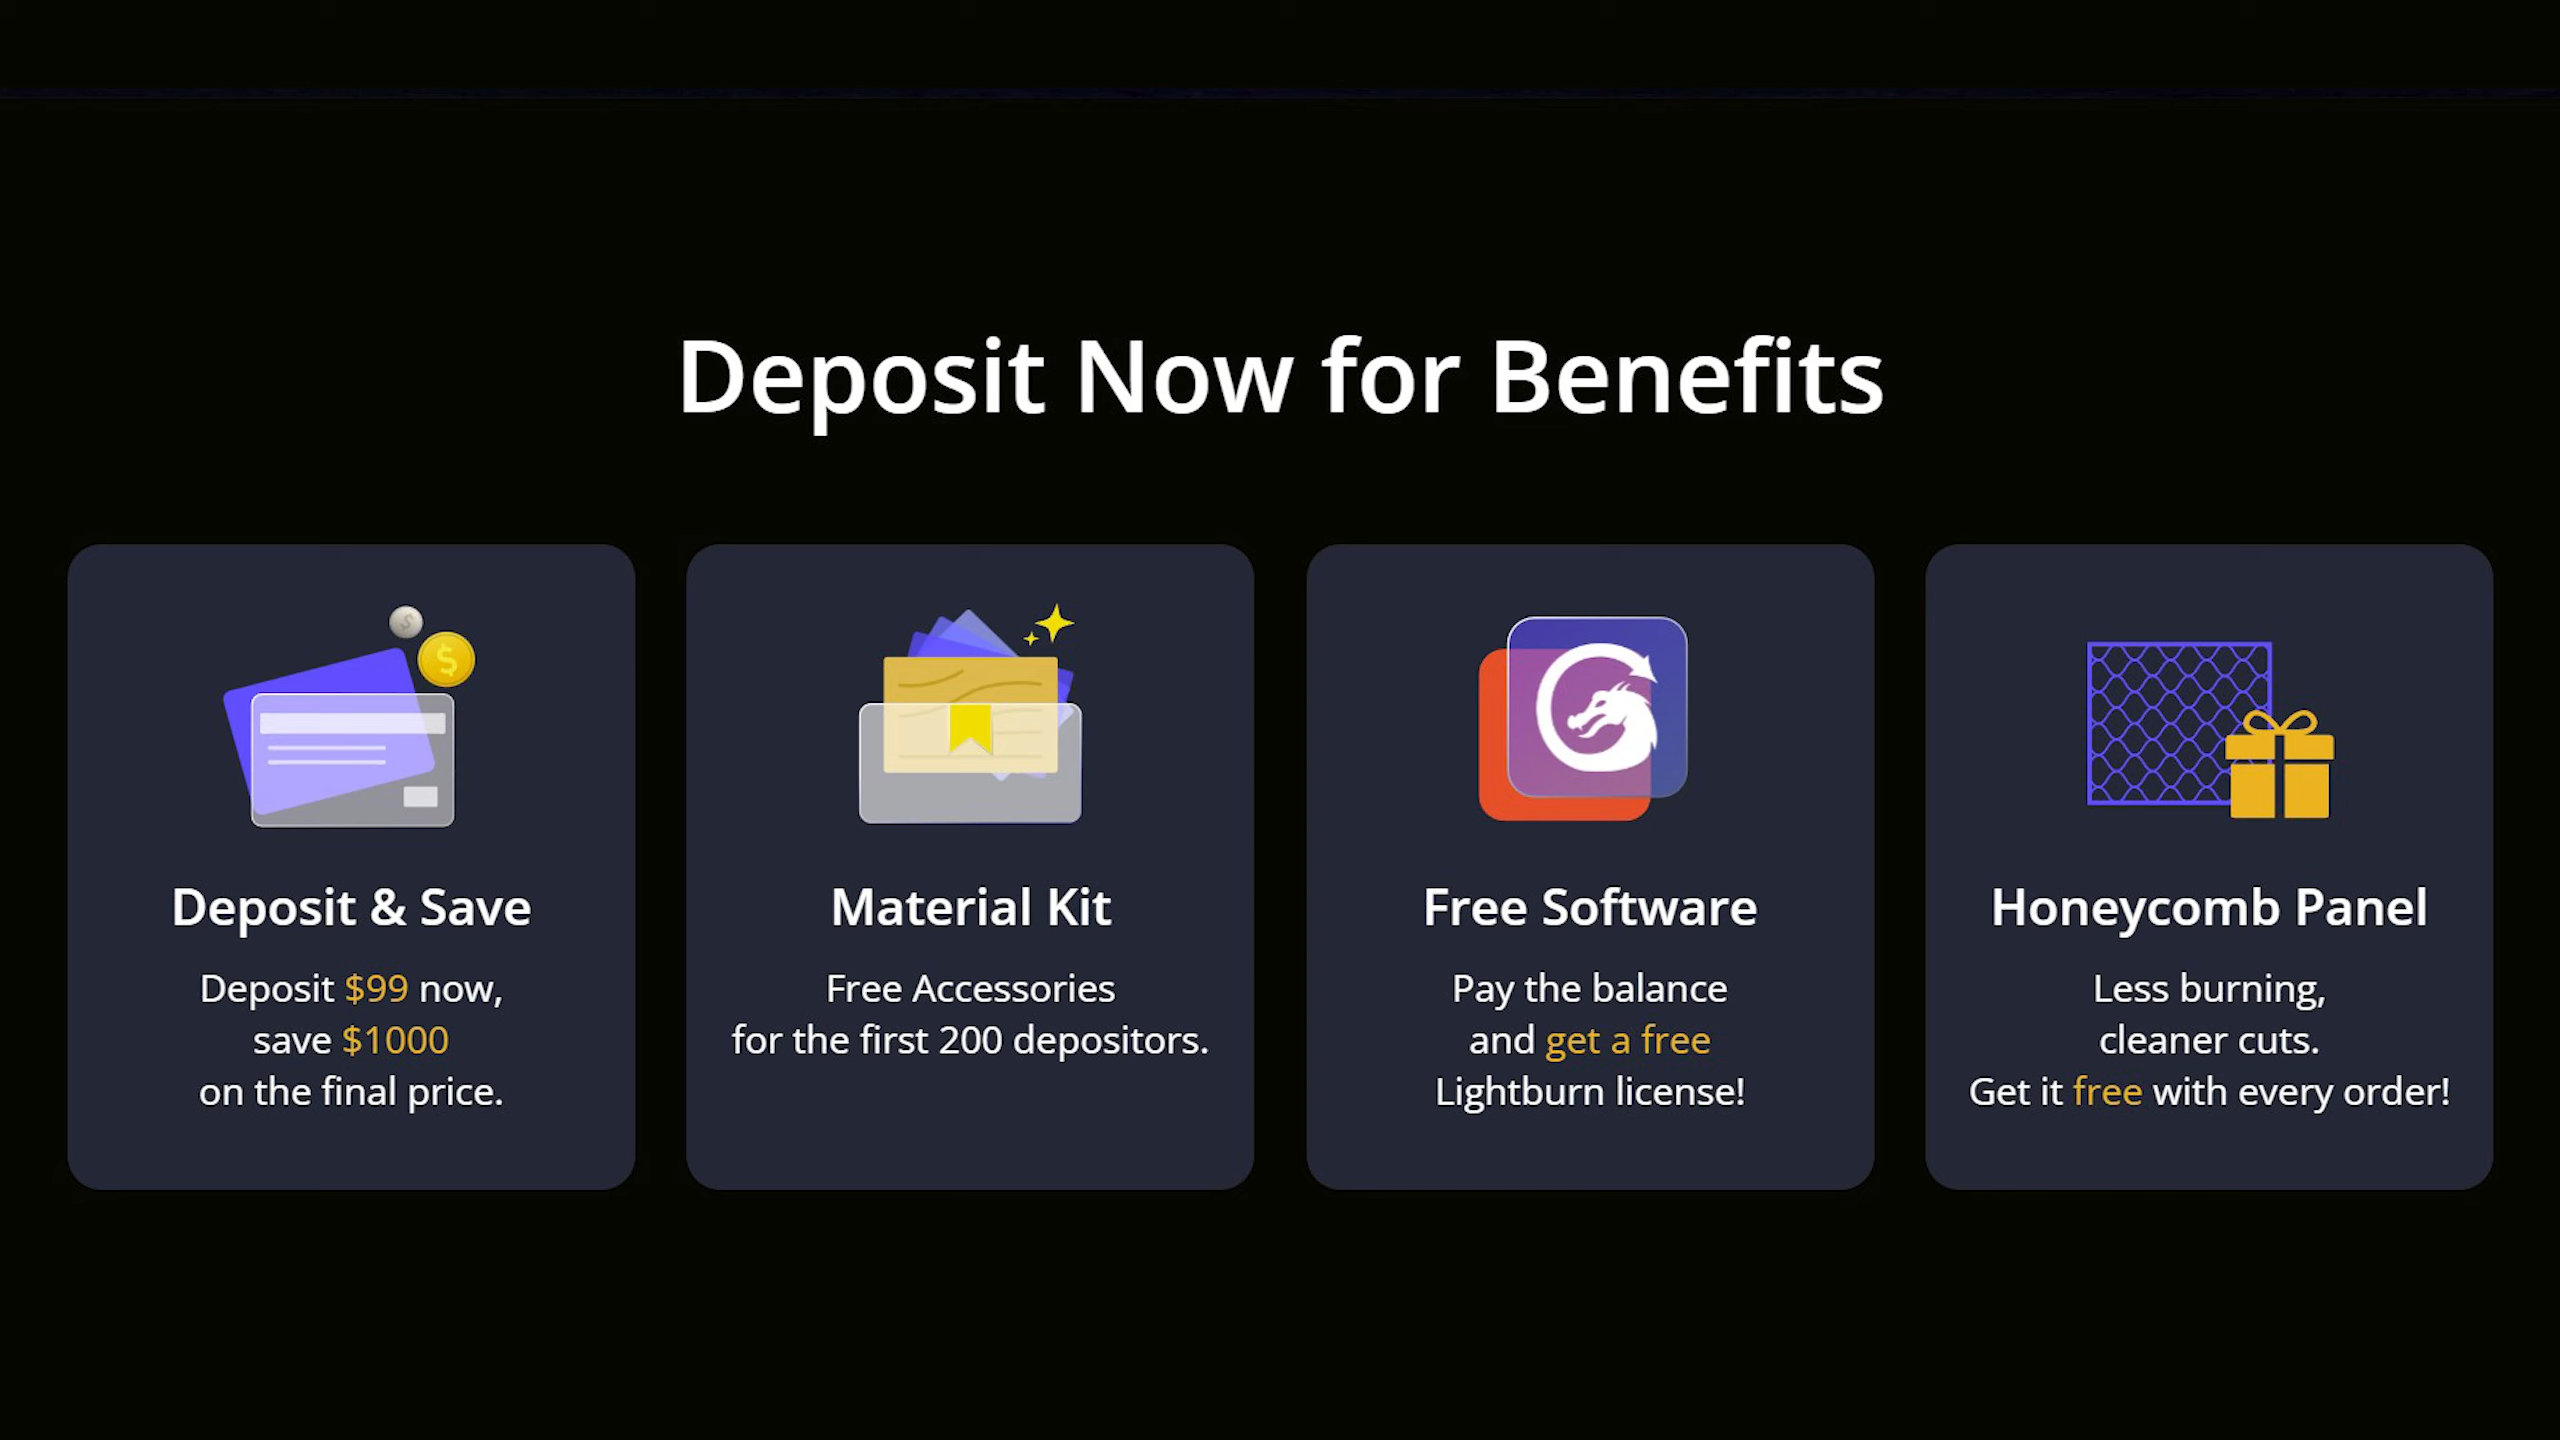 Deposit Now for Benefits
Deposit & Save
Deposit $99 now,
save $1000
on the final price.
Material Kit
Free Accessories
for the first 200 depositors.
Free Software
Pay the balance
and get a free
Lightburn license!
Honeycomb Panel
Less burning,
cleaner cuts.
Get it free with every order!